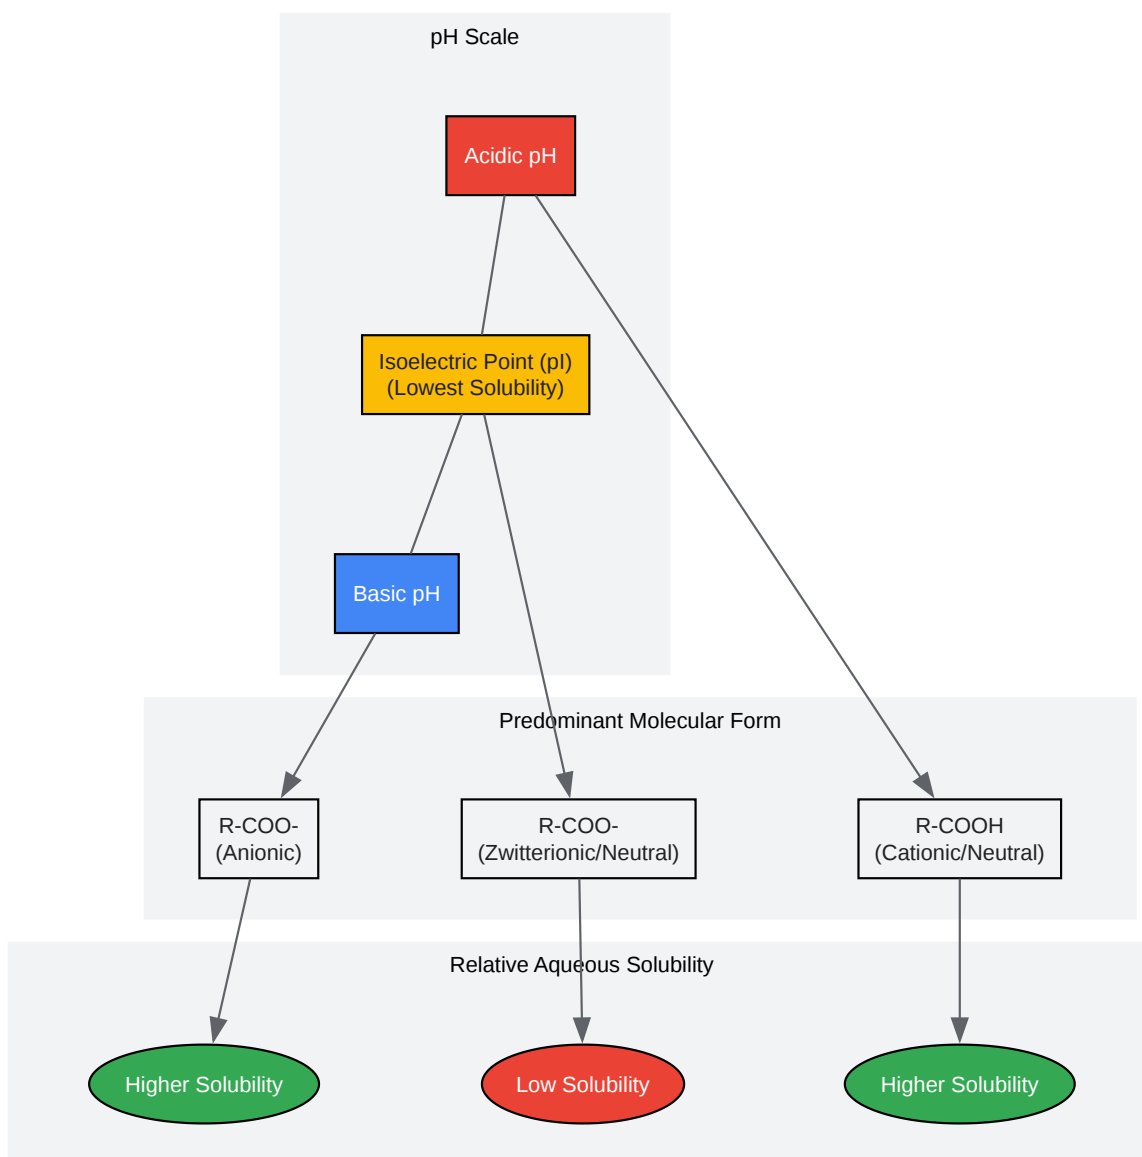 pH Scale
Acidic pH
Isoelectric Point (pI)
(Lowest Solubility)
Basic pH
Predominant Molecular Form
R-COO-
(Anionic)
R-COO-
(Zwitterionic/Neutral)
R-COOH
(Cationic/Neutral)
Relative Aqueous Solubility
Higher Solubility
Low Solubility
Higher Solubility